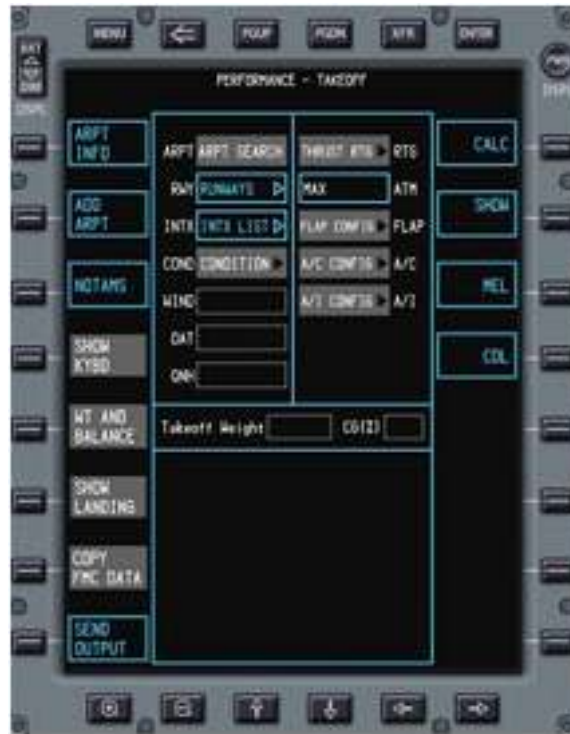 MENU PGUP PGDN XFR ENTER
PERFORMANCE - TAKEOFF
ARPT
INFO
ADD
ARPT
NOTAMS
SHOW
KYBD
WT AND
BALANCE
SHOW
LANDING
COPY
FMC DATA
SEND
OUTPUT
ARPT ARPT SEARCH
RWY RUNWAYS
INTX INTX LIST
COND CONDITION
WIND
OAT
QNH
THRUST RTG RTG
MAX ATM
FLAP CONFIG FLAP
A/C CONFIG A/C
A/I CONFIG A/I
CALC
SHOW
MEL
CDL
Takeoff Weight CG(%)